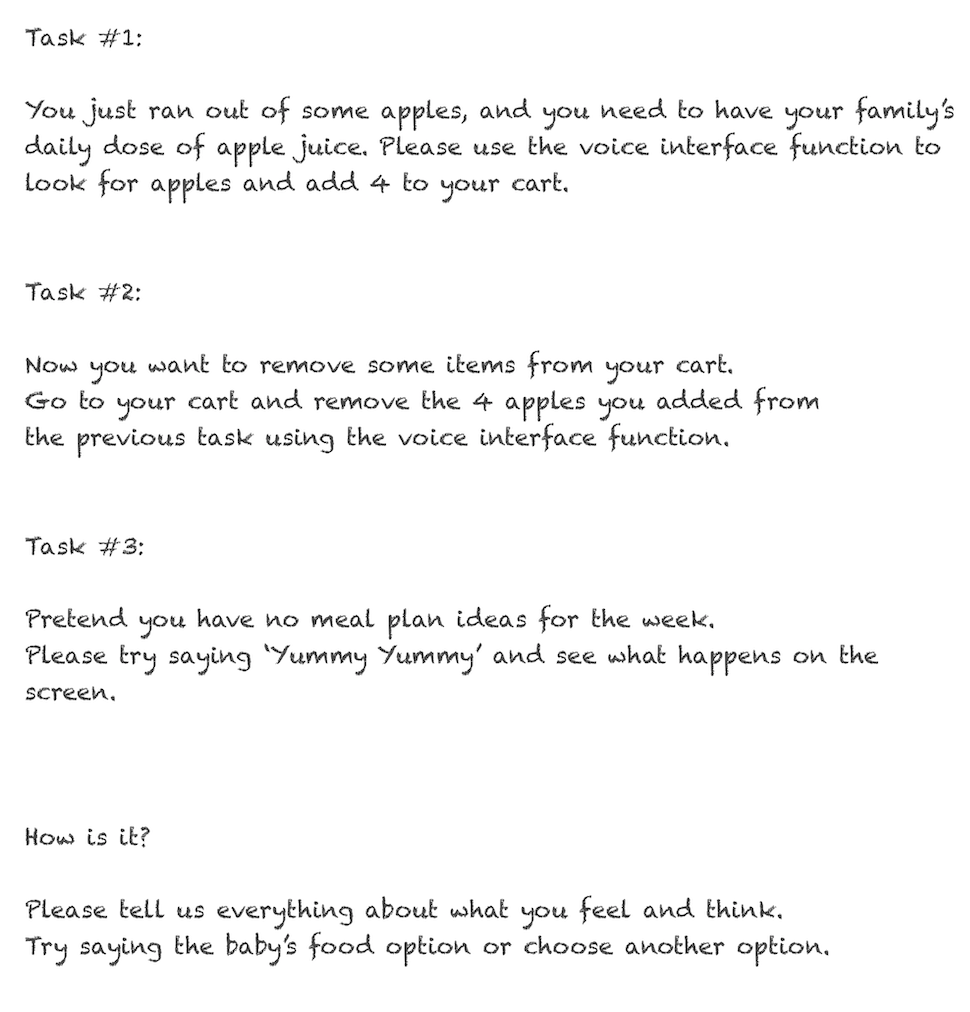 Task #1:
You just ran out of some apples, and you need to have your family's
daily dose of apple juice. Please use the voice interface function to
look for apples and add 4 to your cart.
Task #2:
Now you want to remove some items from your cart.
Go to your cart and remove the 4 apples you added from
the previous task using the voice interface function.
Task #3:
Pretend you have no meal plan ideas for the week.
Please try saying 'Yummy Yummy' and see what happens on the
screen.
How is it?
Please tell us everything about what you feel and think.
Try saying the baby's food option or choose another option.